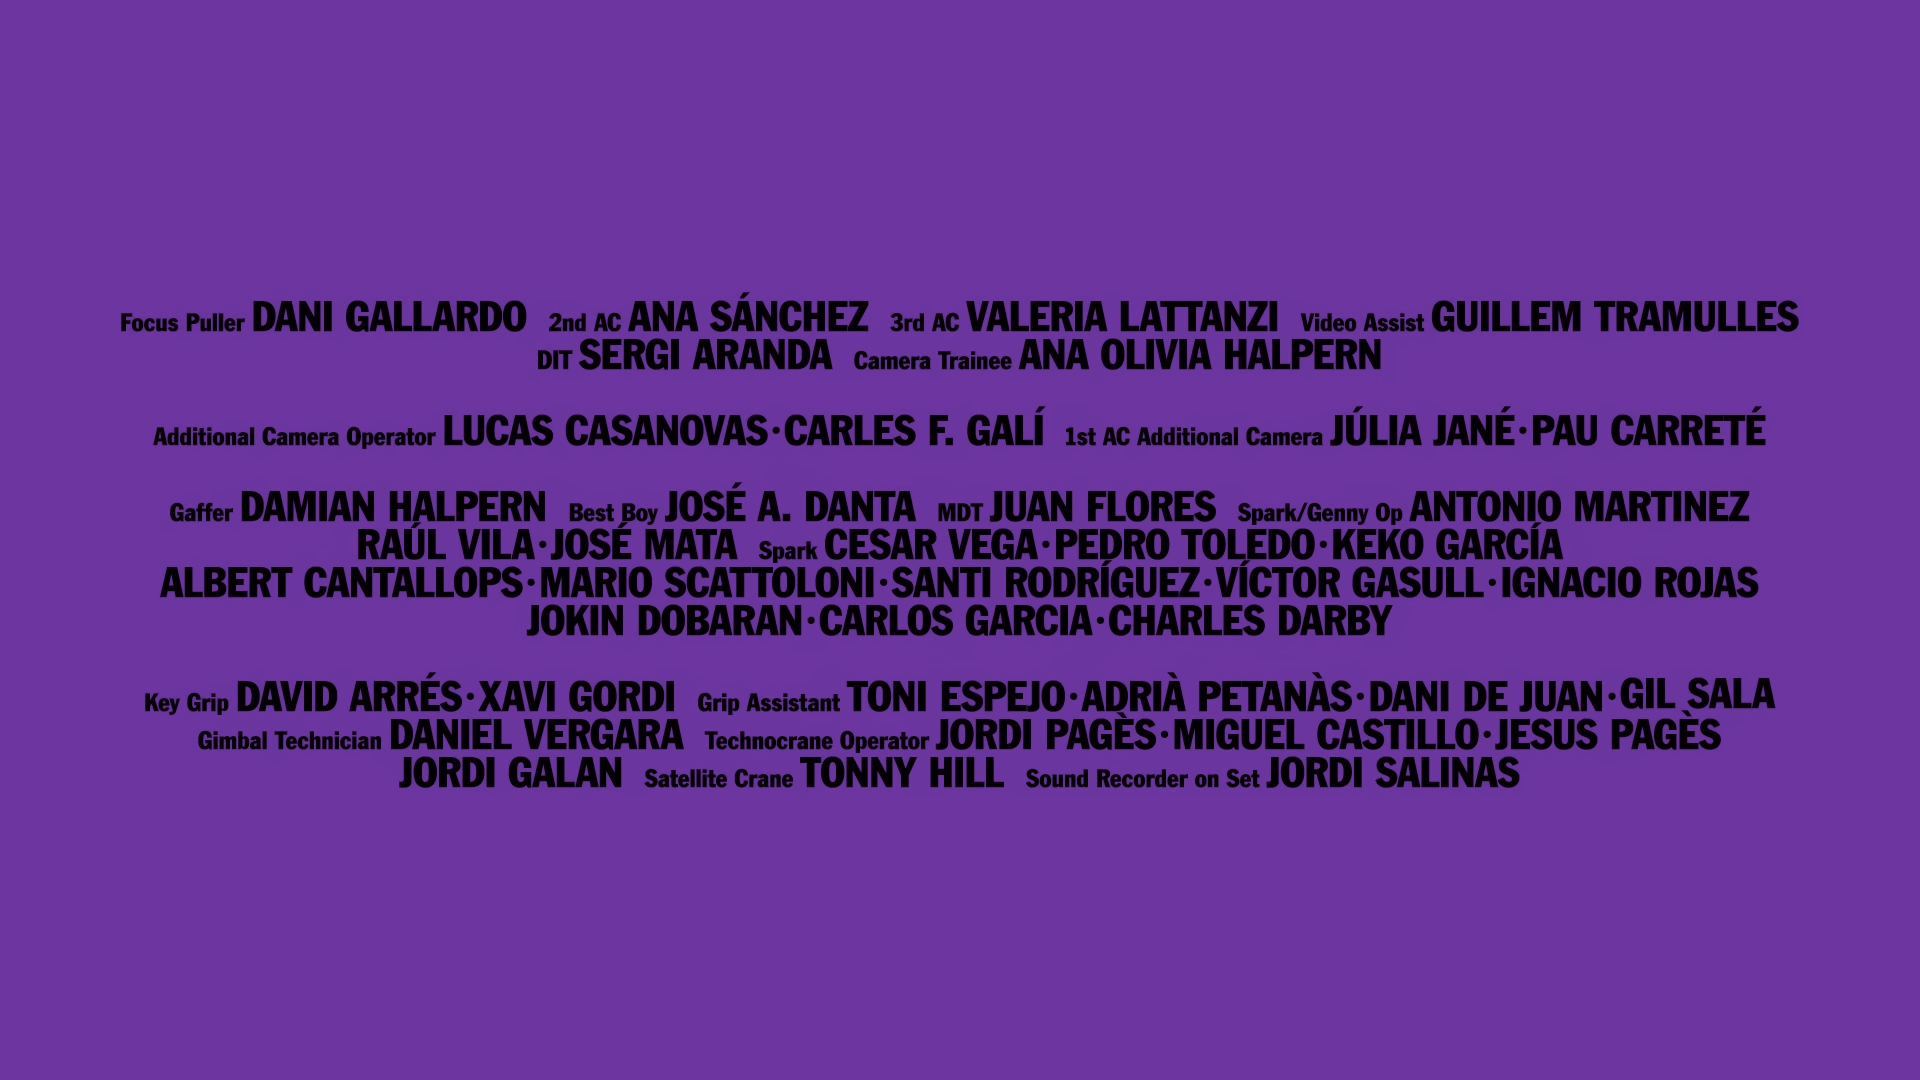 Focus Puller DANI GALLARDO 2nd AC ANA SÁNCHEZ 3rd AC VALERIA LATTANZI Video Assist GUILLEM TRAMULLES
DIT SERGI ARANDA Camera Trainee ANA OLIVIA HALPERN
Additional Camera Operator LUCAS CASANOVAS·CARLES F. GALÍ 1st AC Additional Camera JÚLIA JANÉ·PAU CARRETÉ
Gaffer DAMIAN HALPERN Best Boy JOSÉ A. DANTA MDT JUAN FLORES Spark/Genny Op ANTONIO MARTINEZ
RAÚL VILA·JOSÉ MATA Spark CESAR VEGA·PEDRO TOLEDO·KEKO GARCÍA
ALBERT CANTALLOPS·MARIO SCATTOLONI·SANTI RODRÍGUEZ·VÍCTOR GASULL·IGNACIO ROJAS
JOKIN DOBARAN·CARLOS GARCIA·CHARLES DARBY
Key Grip DAVID ARRÉS·XAVI GORDI Grip Assistant TONI ESPEJO·ADRIÀ PETANÀS·DANI DE JUAN·GIL SALA
Gimbal Technician DANIEL VERGARA Technocrane Operator JORDI PAGÈS·MIGUEL CASTILLO·JESUS PAGÈS
JORDI GALAN Satellite Crane TONNY HILL Sound Recorder on Set JORDI SALINAS